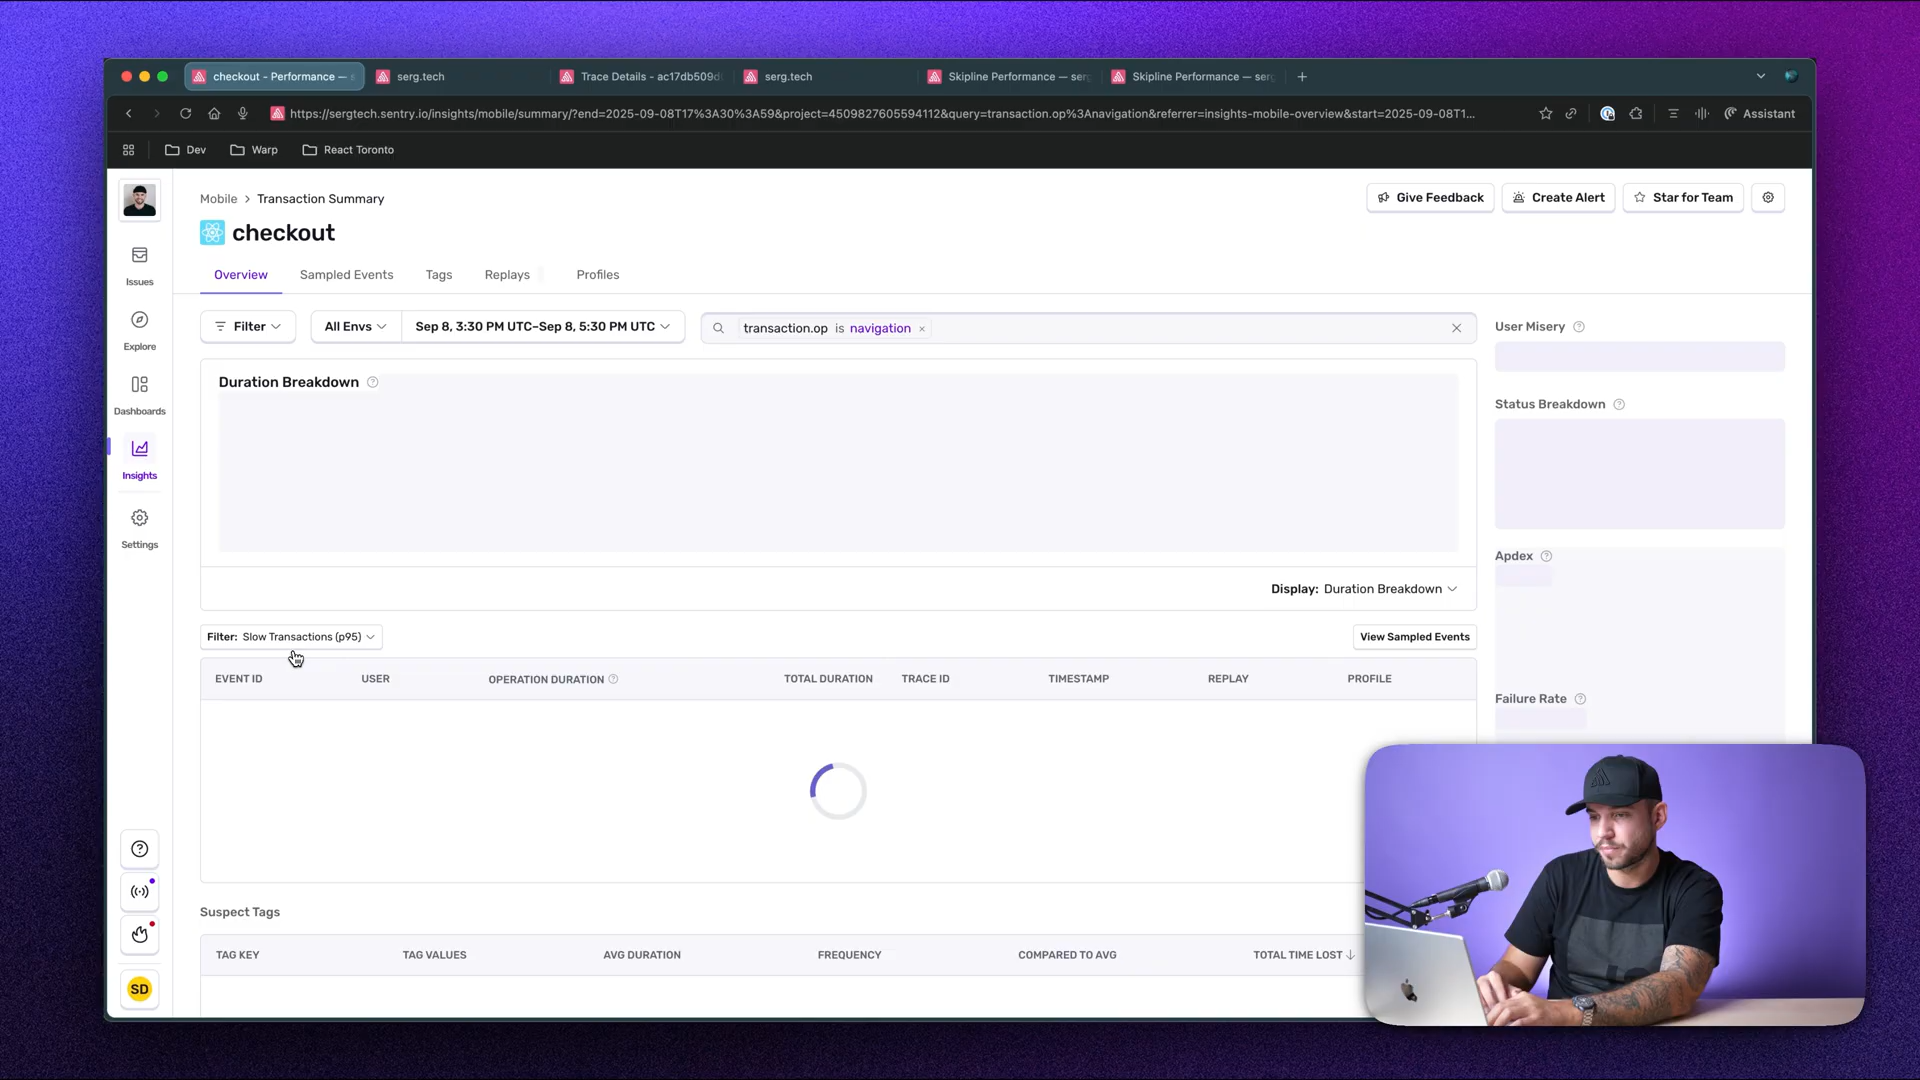 checkout - Performance — s
serg.tech
Trace Details - ac17db509d
serg.tech
Skipline Performance — serg
Skipline Performance — serg
https://sergtech.sentry.io/insights/mobile/summary/?end=2025-09-08T17%3A30%3A59&project=4509827605594112&query=transaction.op%3Anavigation&referrer=insights-mobile-overview&start=2025-09-08T1...
Assistant
Dev
Warp
React Toronto
Mobile > Transaction Summary
Give Feedback
Create Alert
Star for Team
checkout
Overview
Sampled Events
Tags
Replays
Profiles
Issues
Explore
Dashboards
Insights
Settings
SD
Filter
All Envs
Sep 8, 3:30 PM UTC–Sep 8, 5:30 PM UTC
transaction.op is navigation ×
User Misery
Duration Breakdown
Status Breakdown
Apdex
Display: Duration Breakdown
Filter: Slow Transactions (p95)
View Sampled Events
EVENT ID
USER
OPERATION DURATION
TOTAL DURATION
TRACE ID
TIMESTAMP
REPLAY
PROFILE
Failure Rate
Suspect Tags
TAG KEY
TAG VALUES
AVG DURATION
FREQUENCY
COMPARED TO AVG
TOTAL TIME LOST